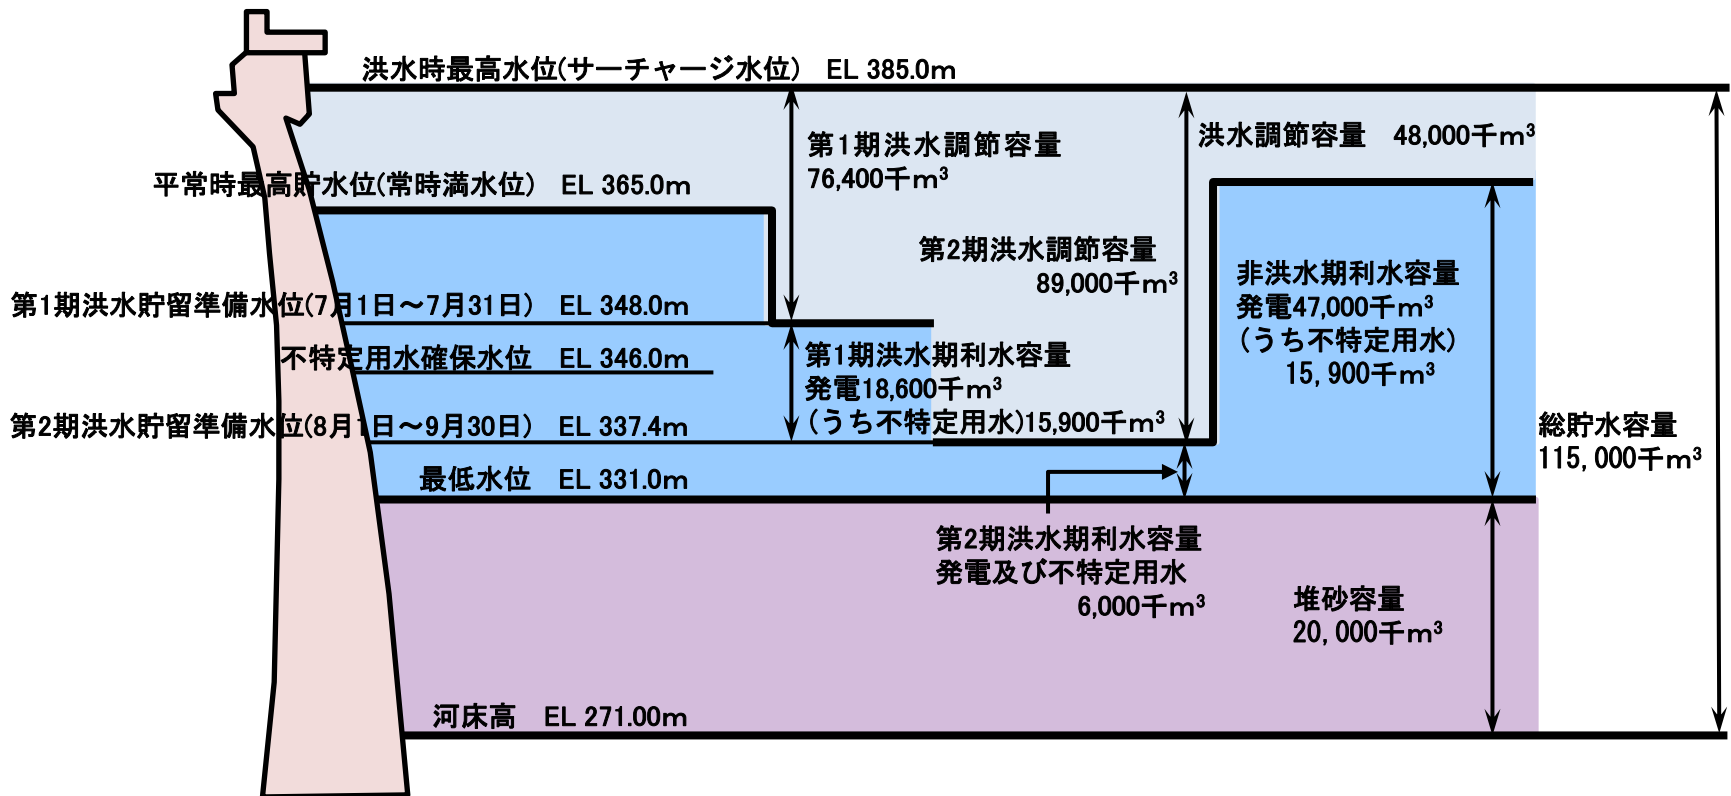 洪水時最高水位(サーチャージ水位) EL 385.0m
第1期洪水調節容量
76,400千m³
洪水調節容量 48,000千m³
平常時最高貯水位(常時満水位) EL 365.0m
第2期洪水調節容量
89,000千m³
非洪水期利水容量
発電47,000千m³
(うち不特定用水)
15,900千m³
第1期洪水貯留準備水位(7月1日～7月31日) EL 348.0m
不特定用水確保水位 EL 346.0m
第1期洪水期利水容量
発電18,600千m³
(うち不特定用水)15,900千m³
第2期洪水貯留準備水位(8月1日～9月30日) EL 337.4m
総貯水容量
115,000千m³
最低水位 EL 331.0m
第2期洪水期利水容量
発電及び不特定用水
6,000千m³
堆砂容量
20,000千m³
河床高 EL 271.00m